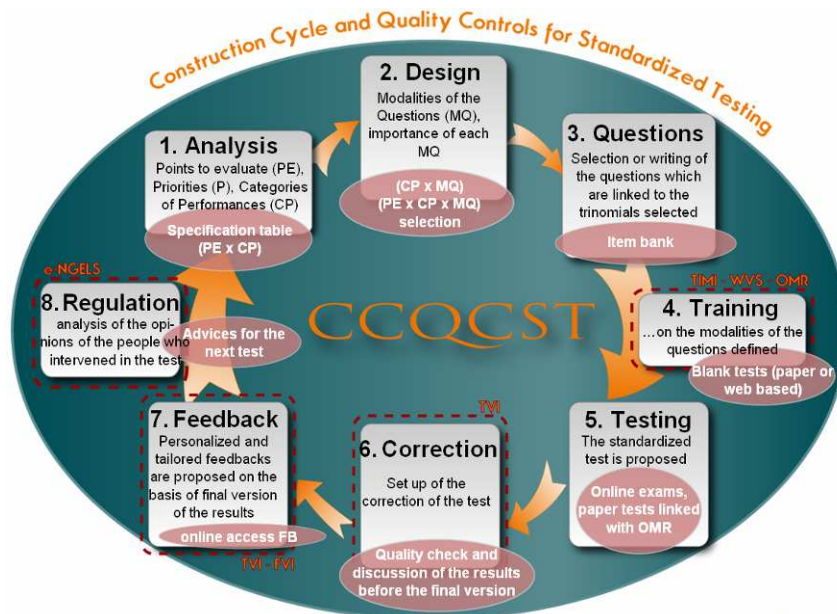 Construction Cycle and Quality Controls for Standardized Testing
1. Analysis
Points to evaluate (PE),
Priorities (P), Categories
of Performances (CP)
Specification table
(PE x CP)
2. Design
Modalities of the
Questions (MQ),
importance of each
MQ
(CP x MQ)
(PE x CP x MQ)
selection
3. Questions
Selection or writing of
the questions which
are linked to the
trinomials selected
Item bank
TIMI - WVS - OMR
4. Training
...on the modalities of the
questions defined
Blank tests (paper or
web based)
5. Testing
The standardized
test is proposed
Online exams,
paper tests linked
with OMR
TVI
6. Correction
Set up of the
correction of the test
Quality check and
discussion of the results
before the final version
7. Feedback
Personalized and
tailored feedbacks
are proposed on the
basis of final version
of the results
online access FB
TVI - FVI
e-NGELS
8. Regulation
analysis of the opi-
nions of the people who
intervened in the test
Advices for the
next test
CCQCST